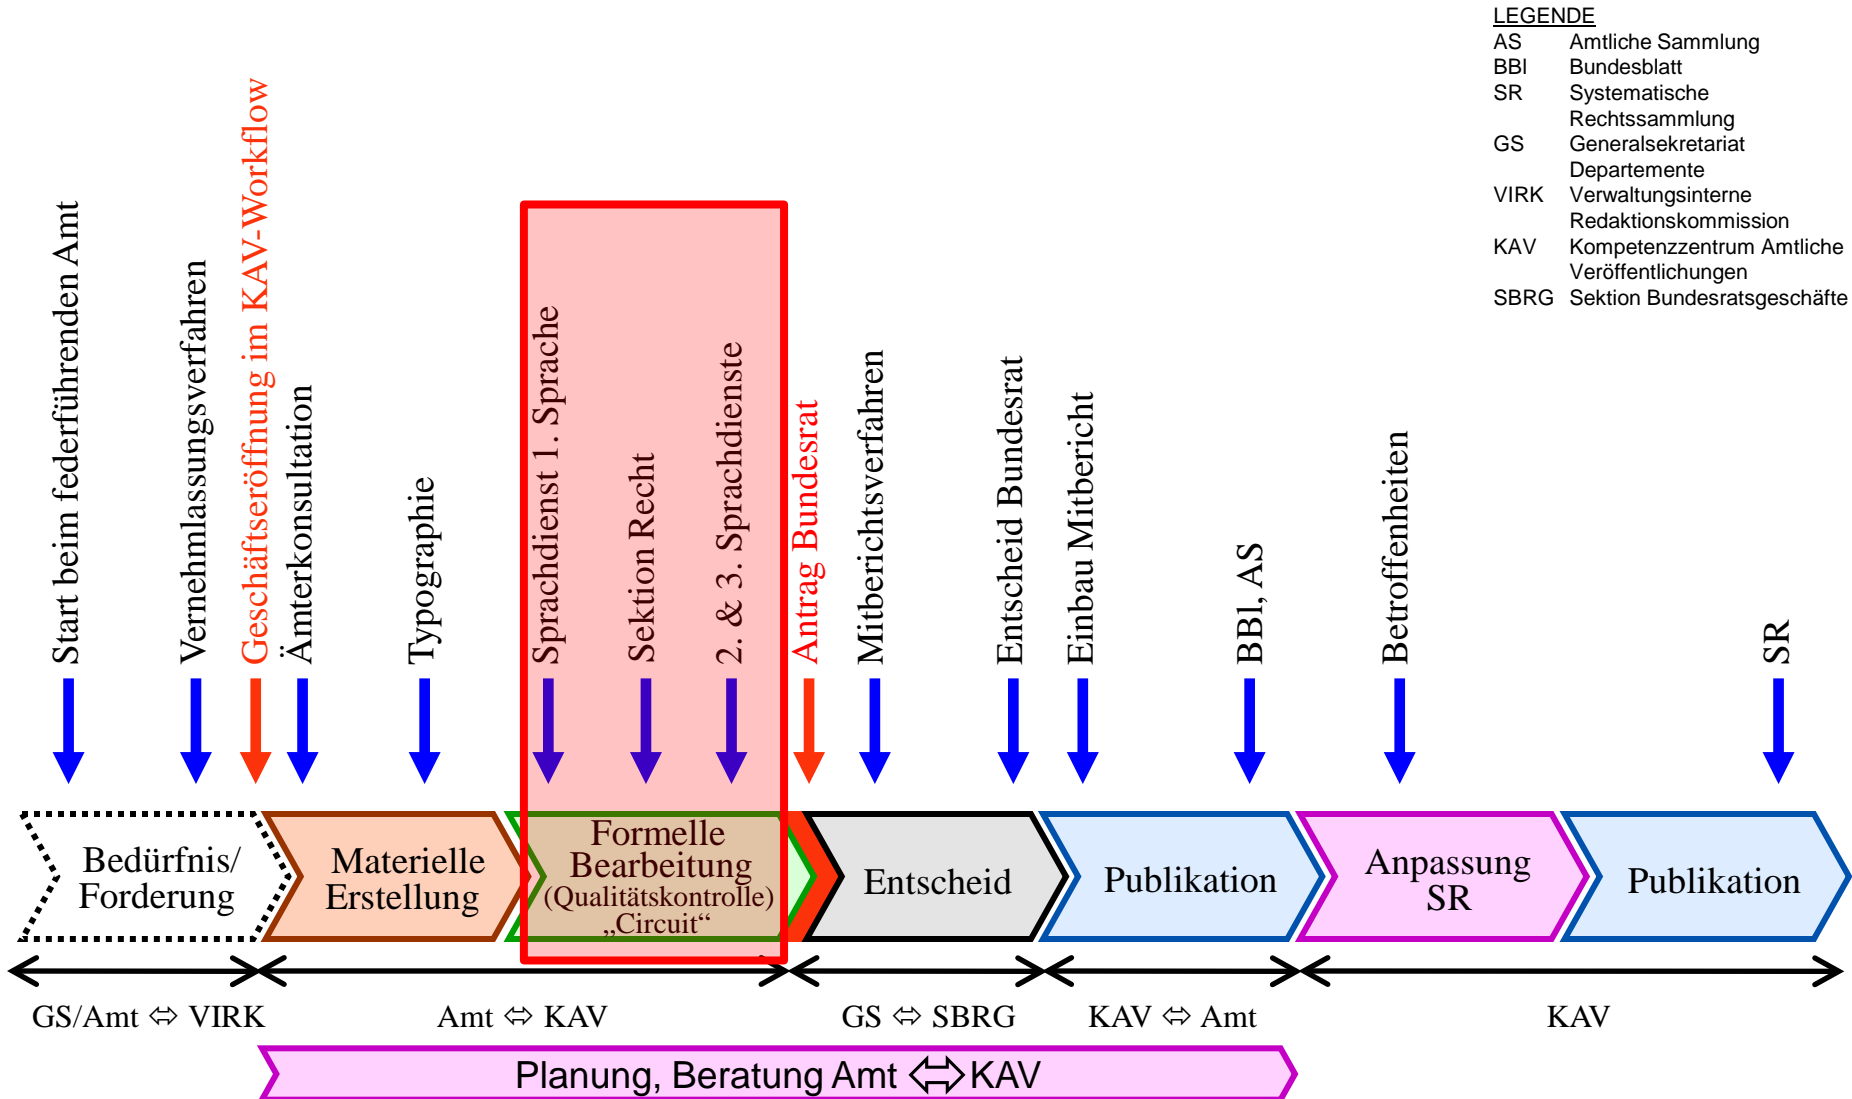 LEGENDE
AS Amtliche Sammlung
BBl Bundesblatt
SR Systematische
Rechtssammlung
GS Generalsekretariat
Departemente
VIRK Verwaltungsinterne
Redaktionskommission
KAV Kompetenzzentrum Amtliche
Veröffentlichungen
SBRG Sektion Bundesratsgeschäfte
Start beim federführenden Amt
Vernehmlassungsverfahren
Geschäftseröffnung im KAV-Workflow
Ämterkonsultation
Typographie
Sprachdienst 1. Sprache
Sektion Recht
2. & 3. Sprachdienste
Antrag Bundesrat
Mitberichtsverfahren
Entscheid Bundesrat
Einbau Mitbericht
BBl, AS
Betroffenheiten
SR
Bedürfnis/
Forderung
Materielle
Erstellung
Formelle
Bearbeitung
(Qualitätskontrolle)
„Circuit“
Entscheid
Publikation
Anpassung
SR
Publikation
GS/Amt ⇔ VIRK
Amt ⇔ KAV
GS ⇔ SBRG
KAV ⇔ Amt
KAV
Planung, Beratung Amt ⇔ KAV